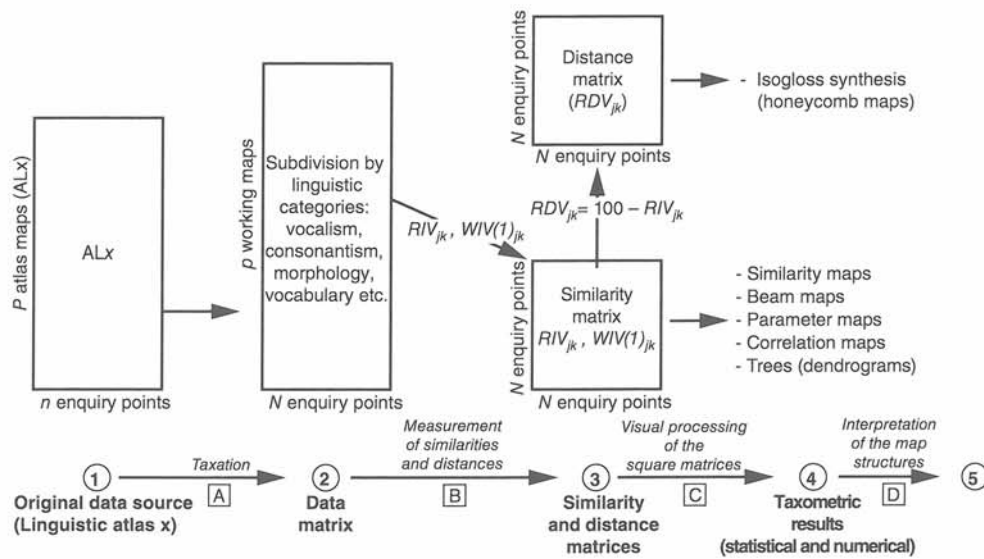 P atlas maps (ALx)
ALx
n enquiry points
p working maps
Subdivision by
linguistic
categories:
vocalism,
consonantism,
morphology,
vocabulary etc.
N enquiry points
RIVjk , WIV(1)jk
N enquiry points
Distance
matrix
(RDVjk)
N enquiry points
- Isogloss synthesis
(honeycomb maps)
RDVjk= 100 – RIVjk
N enquiry points
Similarity
matrix
RIVjk , WIV(1)jk
N enquiry points
- Similarity maps
- Beam maps
- Parameter maps
- Correlation maps
- Trees (dendrograms)
1
Original data source
(Linguistic atlas x)
Taxation
A
2
Data
matrix
Measurement
of similarities
and distances
B
3
Similarity
and distance
matrices
Visual processing
of the
square matrices
C
4
Taxometric
results
(statistical and numerical)
Interpretation
of the map
structures
D
5